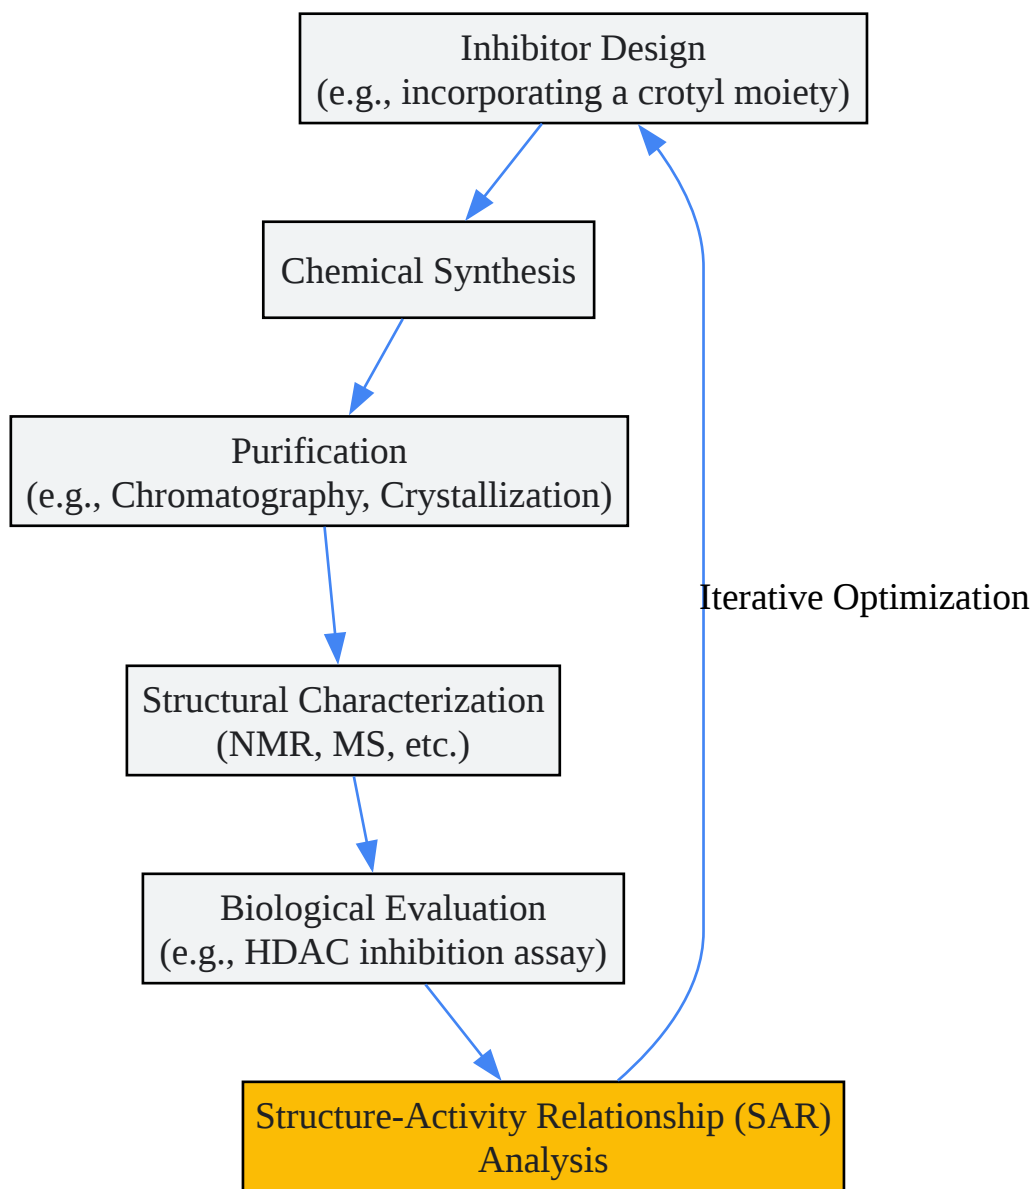 Inhibitor Design
(e.g., incorporating a crotyl moiety)
Chemical Synthesis
Purification
(e.g., Chromatography, Crystallization)
Iterative Optimization
Structural Characterization
(NMR, MS, etc.)
Biological Evaluation
(e.g., HDAC inhibition assay)
Structure-Activity Relationship (SAR)
Analysis